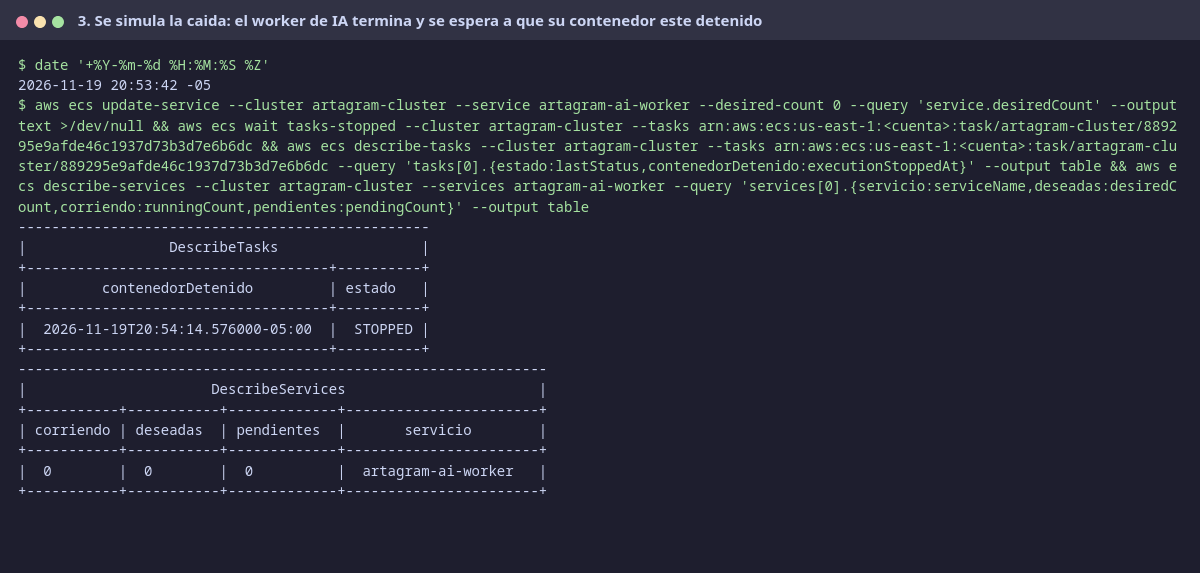 3. Se simula la caida: el worker de IA termina y se espera a que su contenedor este detenido
$ date '+%Y-%m-%d %H:%M:%S %Z'
2026-11-19 20:53:42 -05
$ aws ecs update-service --cluster artagram-cluster --service artagram-ai-worker --desired-count 0 --query 'service.desiredCount' --output
text >/dev/null && aws ecs wait tasks-stopped --cluster artagram-cluster --tasks arn:aws:ecs:us-east-1:<cuenta>:task/artagram-cluster/8892
95e9afde46c1937d73b3d7e6b6dc && aws ecs describe-tasks --cluster artagram-cluster --tasks arn:aws:ecs:us-east-1:<cuenta>:task/artagram-clu
ster/889295e9afde46c1937d73b3d7e6b6dc --query 'tasks[0].{estado:lastStatus,contenedorDetenido:executionStoppedAt}' --output table && aws e
cs describe-services --cluster artagram-cluster --services artagram-ai-worker --query 'services[0].{servicio:serviceName,deseadas:desiredC
ount,corriendo:runningCount,pendientes:pendingCount}' --output table
-------------------------------------------------
|                 DescribeTasks                 |
+------------------------------------+----------+
|         contenedorDetenido         | estado   |
+------------------------------------+----------+
|  2026-11-19T20:54:14.576000-05:00  |  STOPPED |
+------------------------------------+----------+
---------------------------------------------------------------
|                      DescribeServices                       |
+-----------+-----------+-------------+-----------------------+
| corriendo | deseadas  | pendientes  |       servicio        |
+-----------+-----------+-------------+-----------------------+
|  0        |  0        |  0          |  artagram-ai-worker   |
+-----------+-----------+-------------+-----------------------+